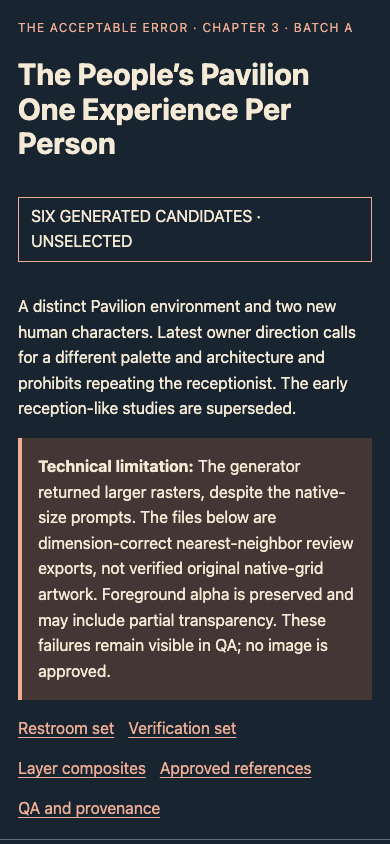 THE ACCEPTABLE ERROR · CHAPTER 3 · BATCH A
The People’s Pavilion
One Experience Per
Person
SIX GENERATED CANDIDATES ·
UNSELECTED
A distinct Pavilion environment and two new
human characters. Latest owner direction calls
for a different palette and architecture and
prohibits repeating the receptionist. The early
reception-like studies are superseded.
Technical limitation: The generator
returned larger rasters, despite the native-
size prompts. The files below are
dimension-correct nearest-neighbor review
exports, not verified original native-grid
artwork. Foreground alpha is preserved and
may include partial transparency. These
failures remain visible in QA; no image is
approved.
Restroom set Verification set
Layer composites Approved references
QA and provenance